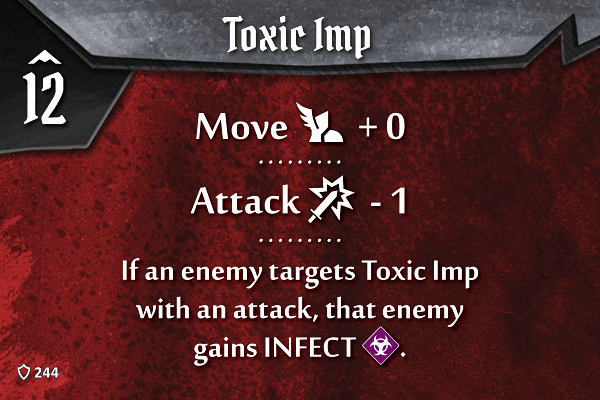 Toxic Imp
12
Move + 0
Attack - 1
If an enemy targets Toxic Imp
with an attack, that enemy
gains INFECT .
244